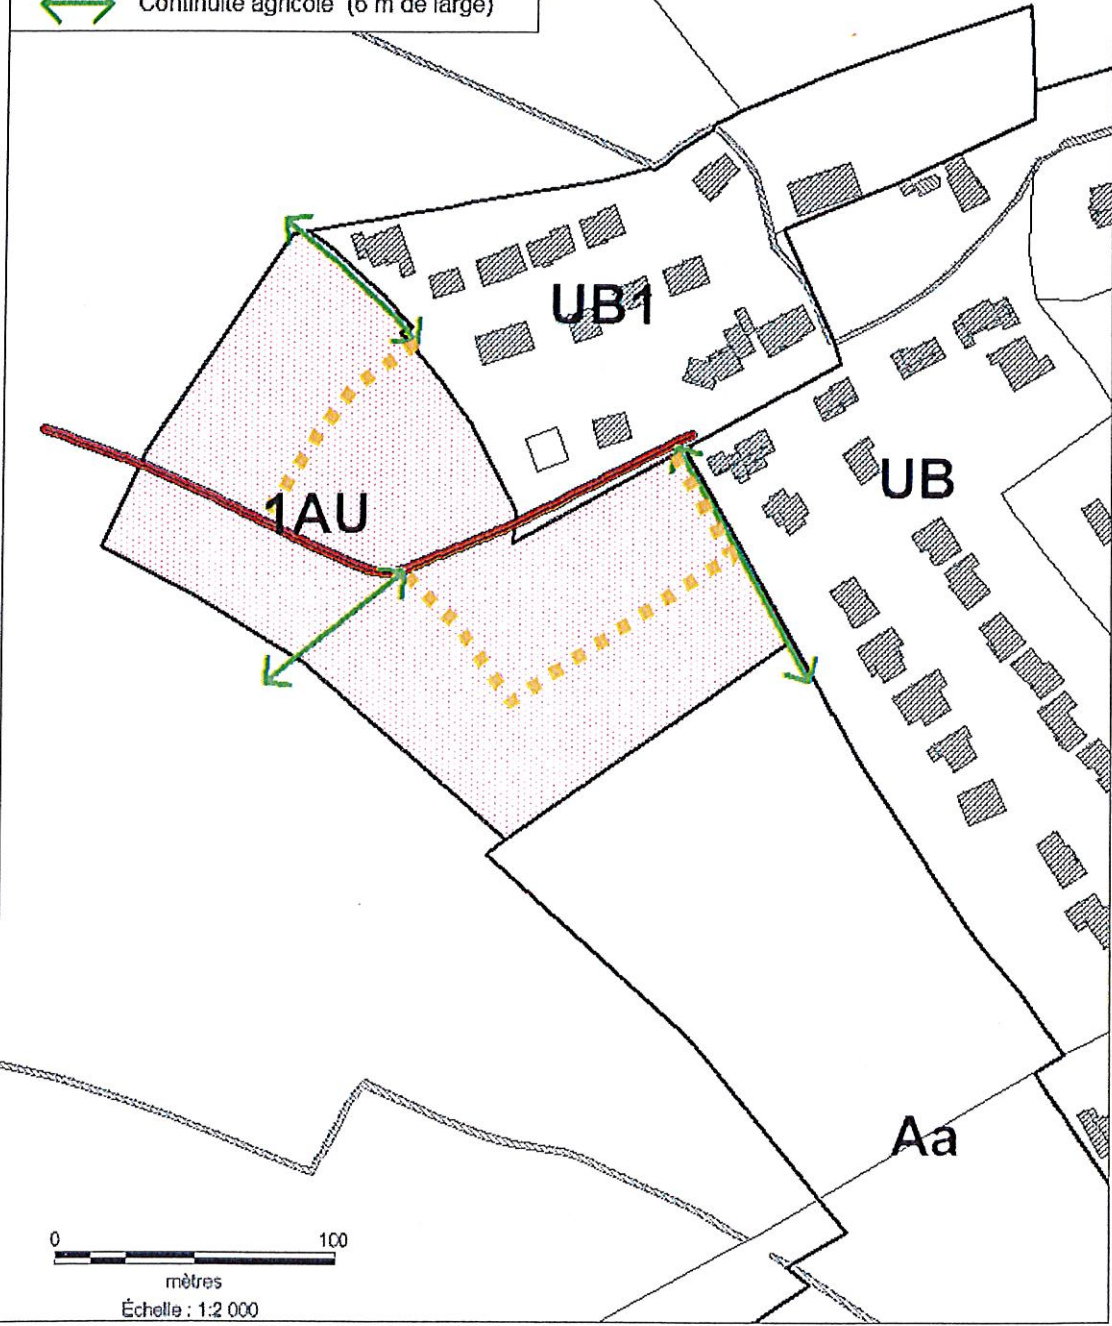 Continuité agricole (6 m de large)
UB1
UB
1AU
Aa
0 100
mètres
Échelle : 1:2 000